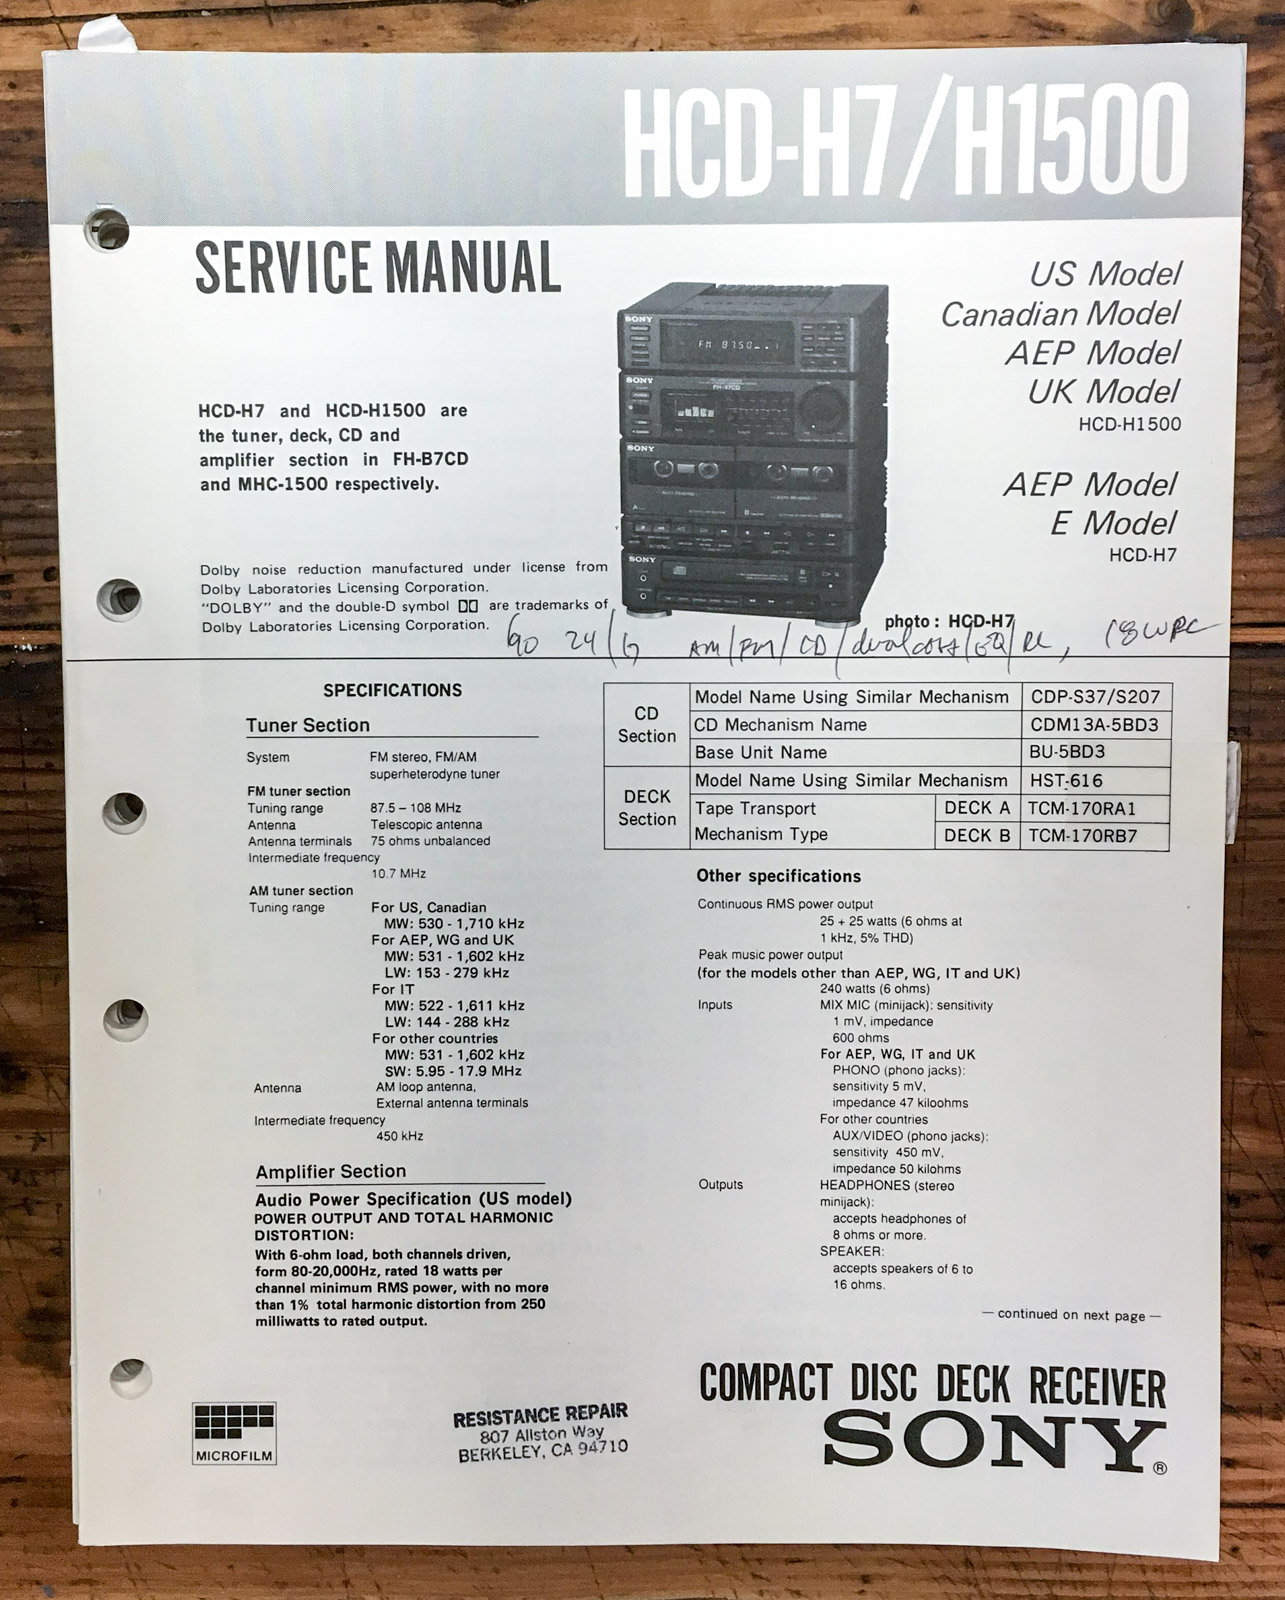 HCD-H7/H1500
SERVICE MANUAL
US Model
Canadian Model
AEP Model
UK Model
HCD-H1500
AEP Model
E Model
HCD-H7
HCD-H7 and HCD-H1500 are
the tuner, deck, CD and
amplifier section in FH-B7CD
and MHC-1500 respectively.
SONY
FM 8750
SONY
SONY
SONY
Dolby noise reduction manufactured under license from
Dolby Laboratories Licensing Corporation.
"DOLBY" and the double-D symbol are trademarks of
Dolby Laboratories Licensing Corporation.
photo : HCD-H7
90 24/G AM/FM/CD/dual cass/EQ/RC, 18WPC
SPECIFICATIONS
Tuner Section
System FM stereo, FM/AM
superheterodyne tuner
FM tuner section
Tuning range 87.5 – 108 MHz
Antenna Telescopic antenna
Antenna terminals 75 ohms unbalanced
Intermediate frequency
10.7 MHz
AM tuner section
Tuning range For US, Canadian
MW: 530 - 1,710 kHz
For AEP, WG and UK
MW: 531 - 1,602 kHz
LW: 153 - 279 kHz
For IT
MW: 522 - 1,611 kHz
LW: 144 - 288 kHz
For other countries
MW: 531 - 1,602 kHz
SW: 5.95 - 17.9 MHz
Antenna AM loop antenna,
External antenna terminals
Intermediate frequency
450 kHz
Amplifier Section
Audio Power Specification (US model)
POWER OUTPUT AND TOTAL HARMONIC
DISTORTION:
With 6-ohm load, both channels driven,
form 80-20,000Hz, rated 18 watts per
channel minimum RMS power, with no more
than 1% total harmonic distortion from 250
milliwatts to rated output.
CD Section
Model Name Using Similar Mechanism CDP-S37/S207
CD Mechanism Name CDM13A-5BD3
Base Unit Name BU-5BD3
DECK Section
Model Name Using Similar Mechanism HST-616
Tape Transport DECK A TCM-170RA1
Mechanism Type DECK B TCM-170RB7
Other specifications
Continuous RMS power output
25 + 25 watts (6 ohms at
1 kHz, 5% THD)
Peak music power output
(for the models other than AEP, WG, IT and UK)
240 watts (6 ohms)
Inputs MIX MIC (minijack): sensitivity
1 mV, impedance
600 ohms
For AEP, WG, IT and UK
PHONO (phono jacks):
sensitivity 5 mV,
impedance 47 kiloohms
For other countries
AUX/VIDEO (phono jacks):
sensitivity 450 mV,
impedance 50 kilohms
Outputs HEADPHONES (stereo
minijack):
accepts headphones of
8 ohms or more.
SPEAKER:
accepts speakers of 6 to
16 ohms.
— continued on next page —
MICROFILM
RESISTANCE REPAIR
807 Allston Way
BERKELEY, CA 94710
COMPACT DISC DECK RECEIVER
SONY®